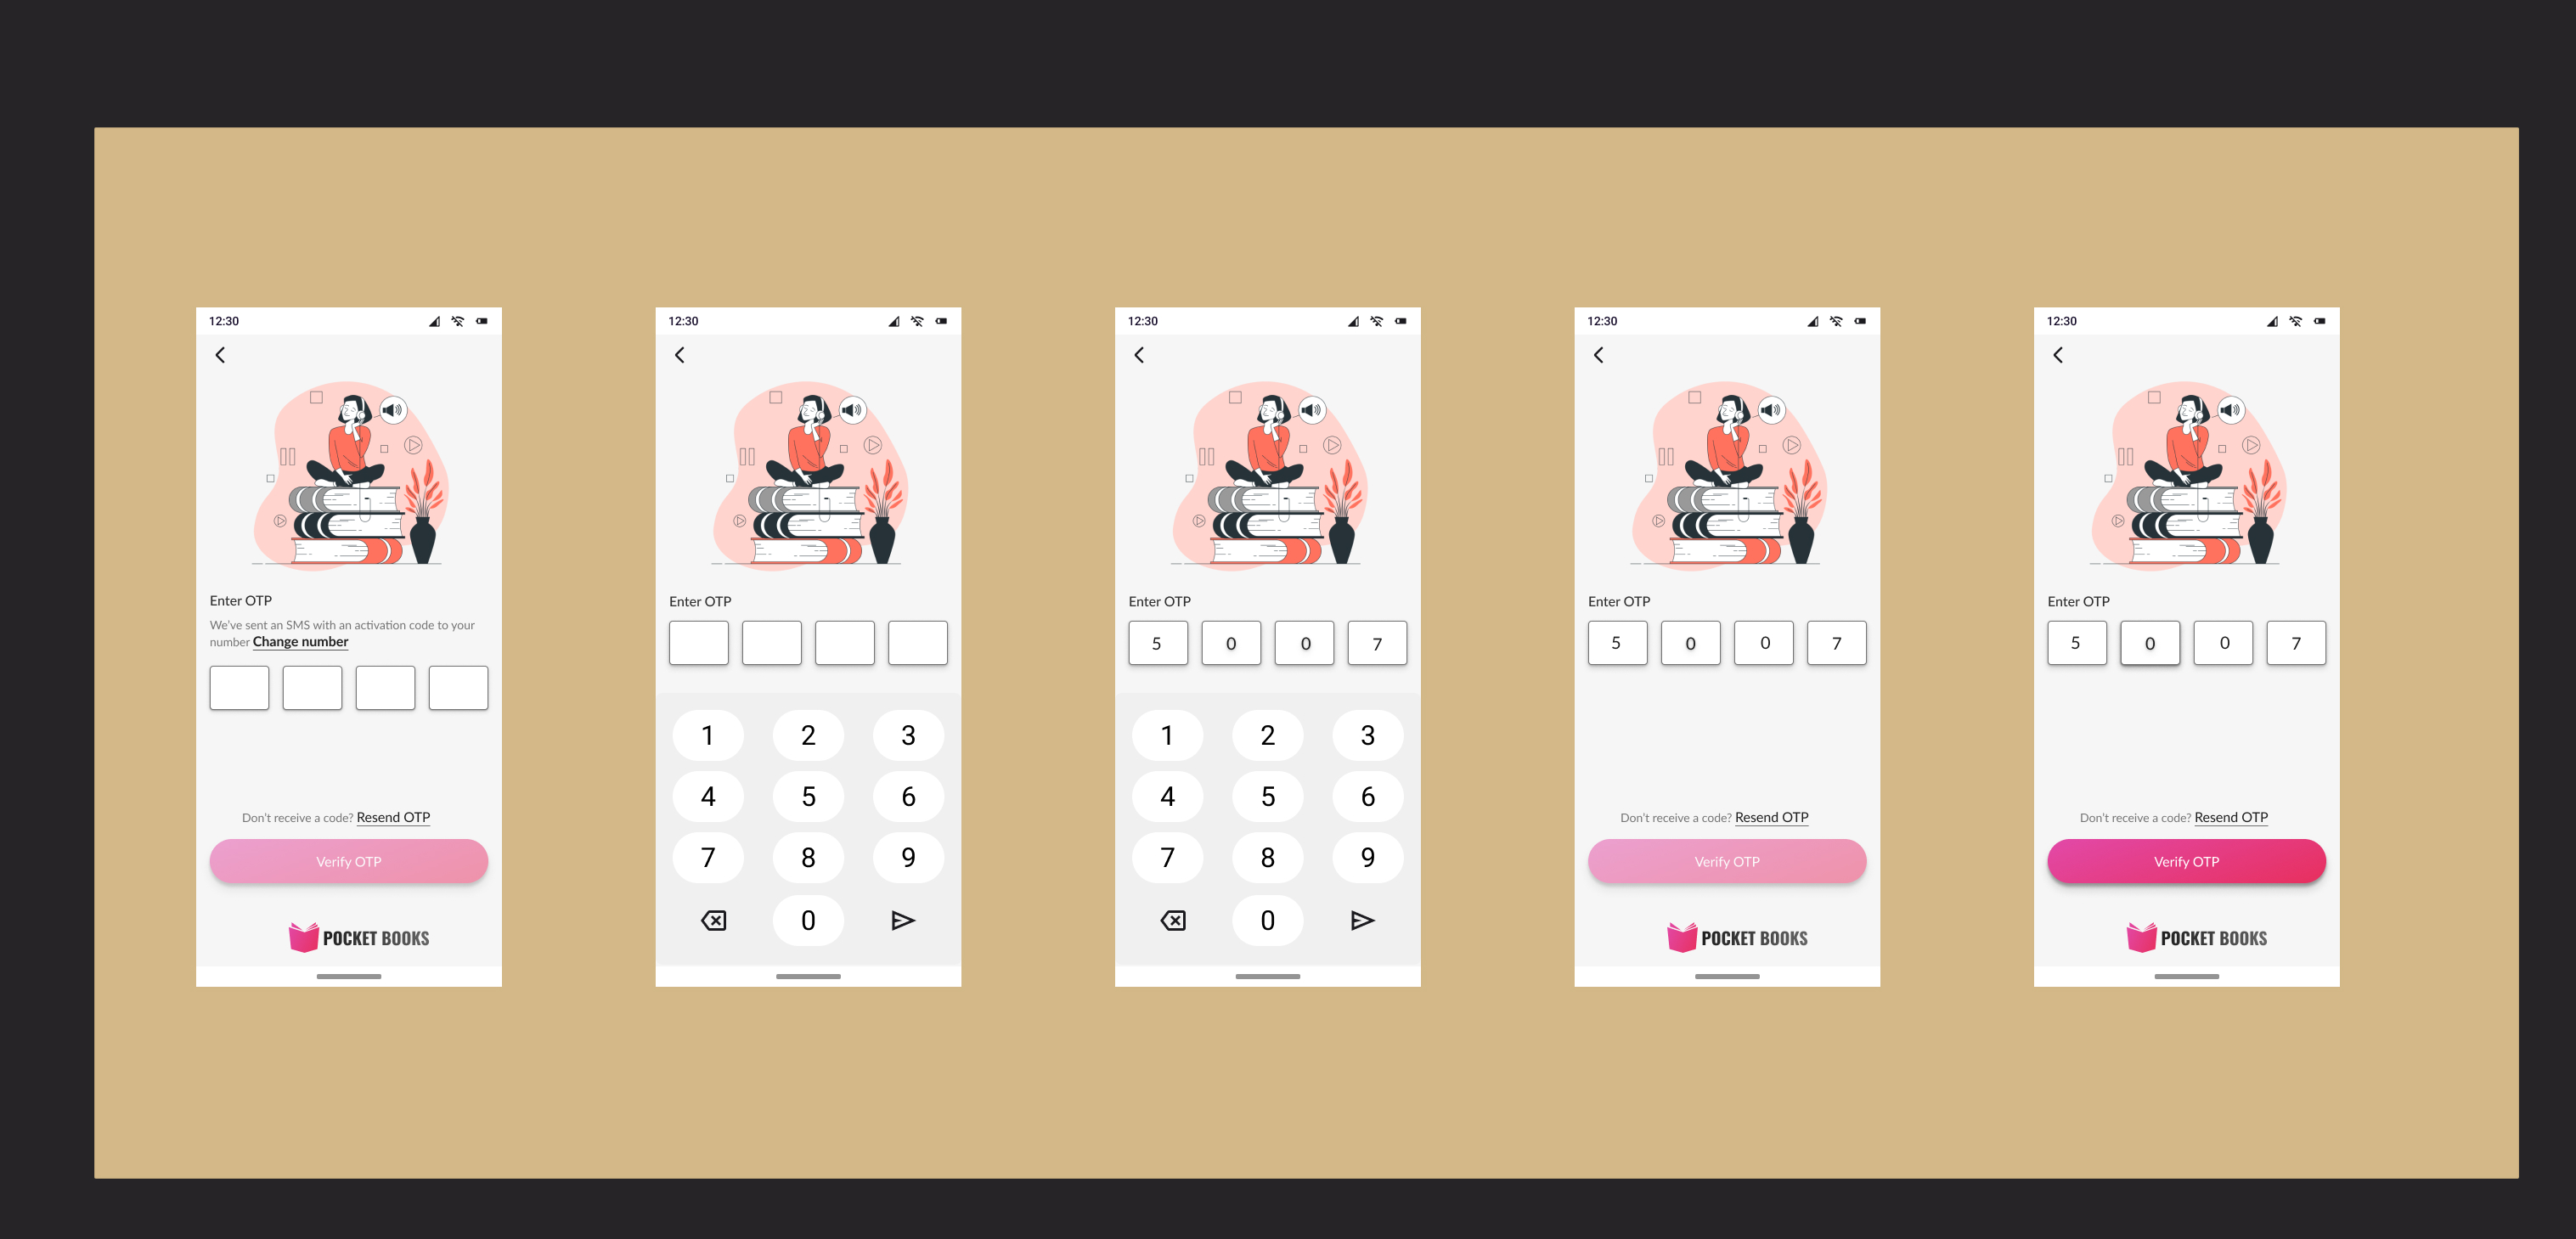 12:30
Enter OTP
We've sent an SMS with an activation code to your
number Change number
Don't receive a code? Resend OTP
Verify OTP
POCKET BOOKS
12:30
Enter OTP
1 2 3
4 5 6
7 8 9
0
12:30
Enter OTP
5 0 0 7
1 2 3
4 5 6
7 8 9
0
12:30
Enter OTP
5 0 0 7
Don't receive a code? Resend OTP
Verify OTP
POCKET BOOKS
12:30
Enter OTP
5 0 0 7
Don't receive a code? Resend OTP
Verify OTP
POCKET BOOKS